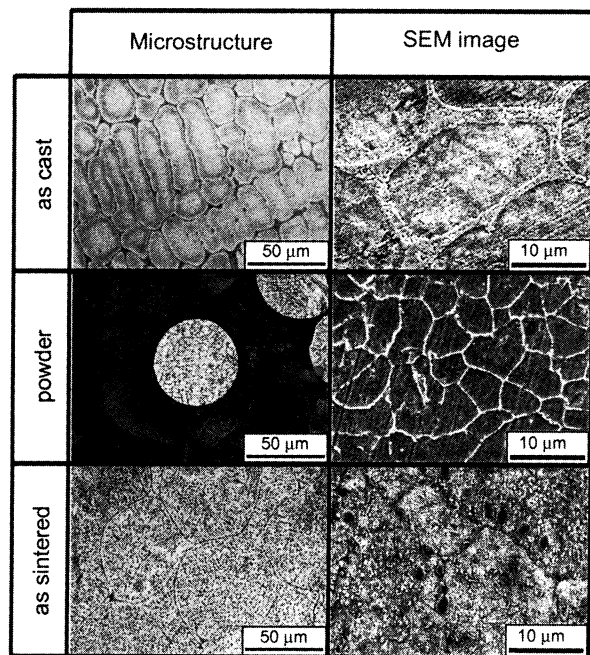 Microstructure
SEM image
as cast
50 μm
10 μm
powder
50 μm
10 μm
as sintered
50 μm
10 μm